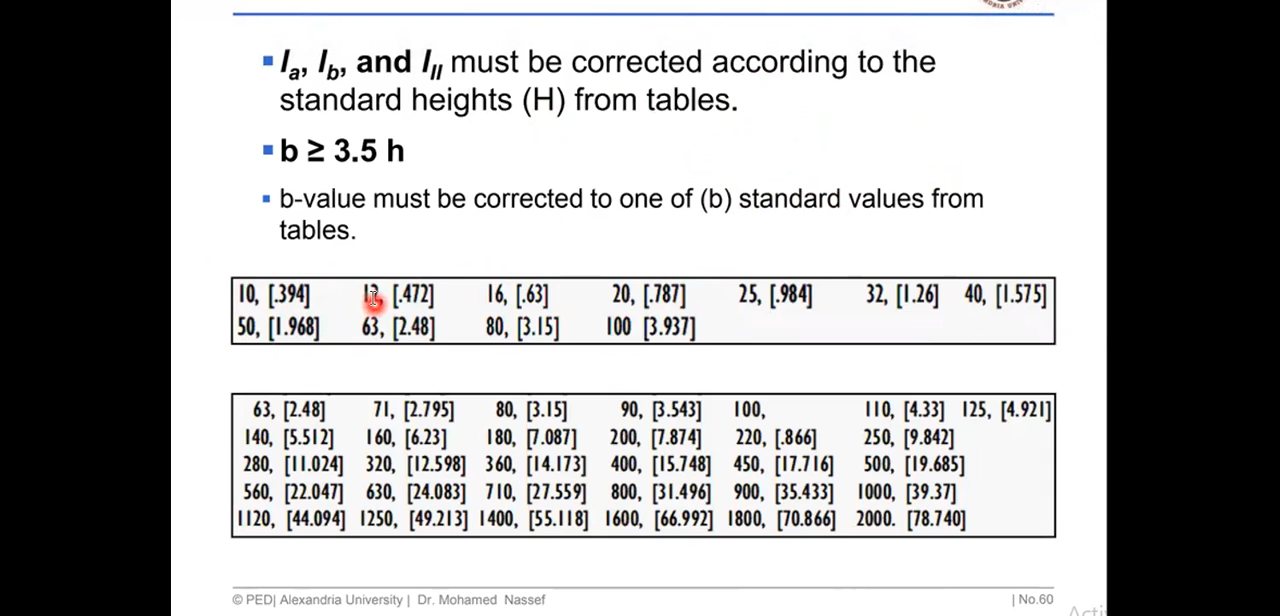 ▪ Iₐ, I_b, and I_II must be corrected according to the
standard heights (H) from tables.
▪ b ≥ 3.5 h
▪ b-value must be corrected to one of (b) standard values from
tables.
10, [.394] [.472] 16, [.63] 20, [.787] 25, [.984] 32, [1.26] 40, [1.575]
50, [1.968] 63, [2.48] 80, [3.15] 100 [3.937]
63, [2.48] 71, [2.795] 80, [3.15] 90, [3.543] 100, 110, [4.33] 125, [4.921]
140, [5.512] 160, [6.23] 180, [7.087] 200, [7.874] 220, [.866] 250, [9.842]
280, [11.024] 320, [12.598] 360, [14.173] 400, [15.748] 450, [17.716] 500, [19.685]
560, [22.047] 630, [24.083] 710, [27.559] 800, [31.496] 900, [35.433] 1000, [39.37]
1120, [44.094] 1250, [49.213] 1400, [55.118] 1600, [66.992] 1800, [70.866] 2000. [78.740]
© PED| Alexandria University | Dr. Mohamed Nassef | No.60